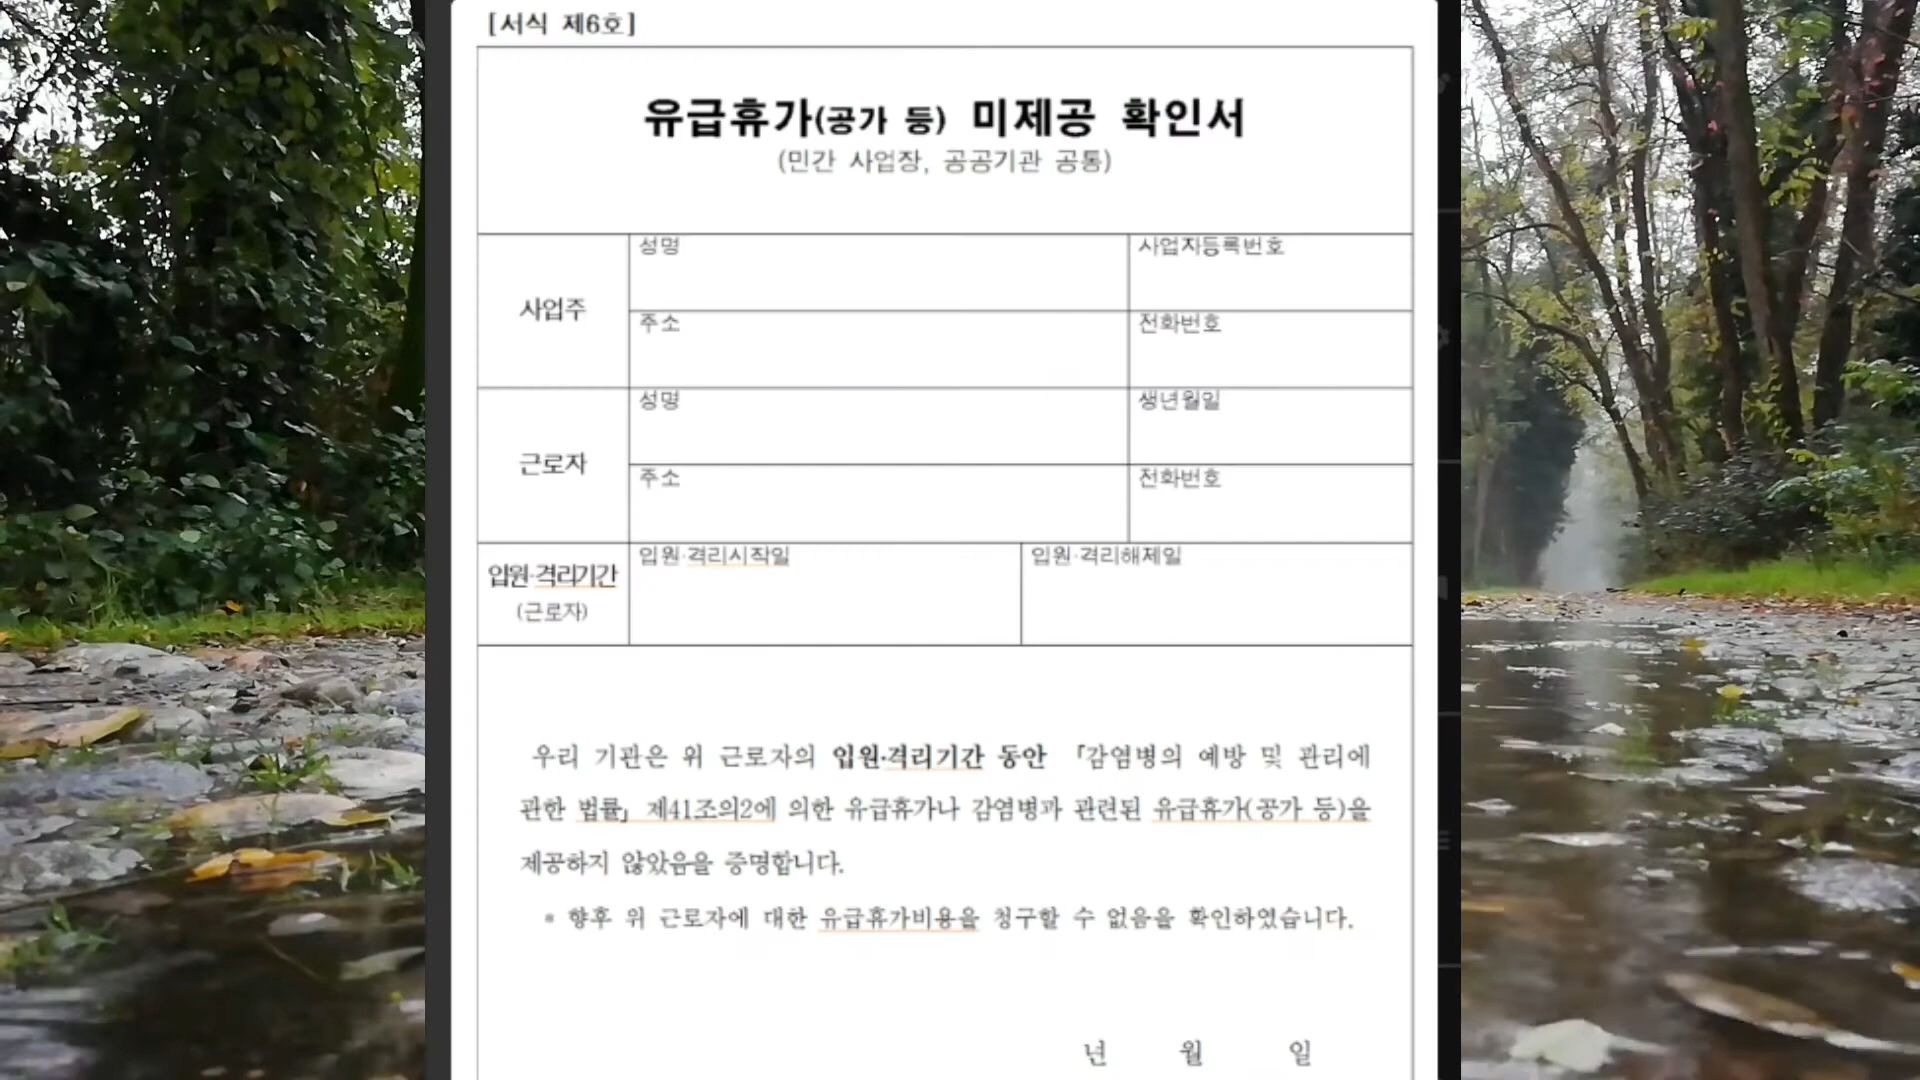 [서식 제6호]
유급휴가(공가 등) 미제공 확인서
(민간 사업장, 공공기관 공통)
사업주
성명
사업자등록번호
주소
전화번호
근로자
성명
생년월일
주소
전화번호
입원·격리기간
(근로자)
입원·격리시작일
입원·격리해제일
우리 기관은 위 근로자의 입원·격리기간 동안 「감염병의 예방 및 관리에
관한 법률」 제41조의2에 의한 유급휴가나 감염병과 관련된 유급휴가(공가 등)을
제공하지 않았음을 증명합니다.
* 향후 위 근로자에 대한 유급휴가비용을 청구할 수 없음을 확인하였습니다.
년 월 일